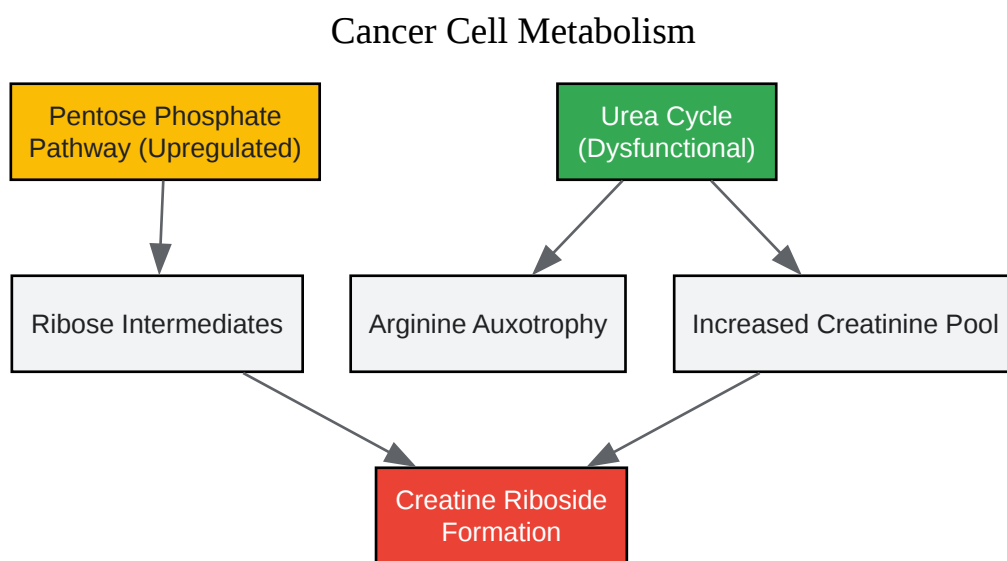 Cancer Cell Metabolism
Pentose Phosphate
Pathway (Upregulated)
Urea Cycle
(Dysfunctional)
Ribose Intermediates
Arginine Auxotrophy
Increased Creatinine Pool
Creatine Riboside
Formation